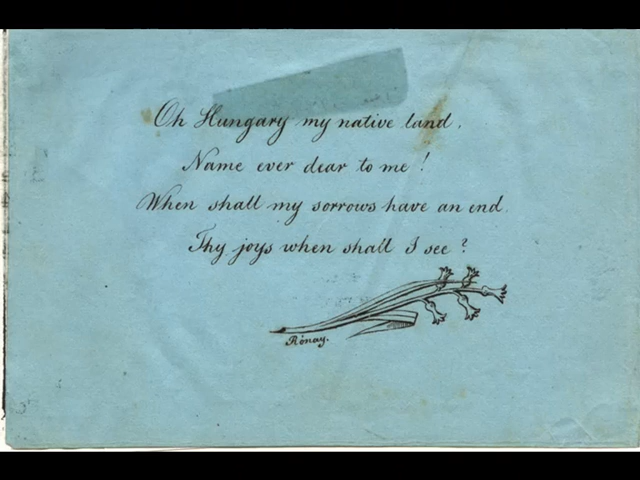 Oh Hungary my native land,
Name ever dear to me!
When shall my sorrows have an end.
Thy joys when shall I see?
Rónay.